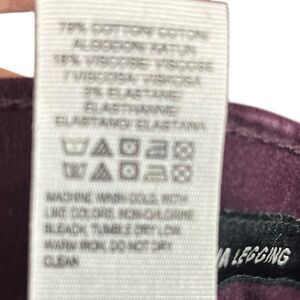 79% COTTON/ COTON/
ALGODON/ KATUN
18% VISCOSE/ VISCOSE
/ VISCOSA/ VISCOSA
3% ELASTANE/
ELASTHANNE/
ELASTANO/ ELASTANA
MACHINE WASH COLD, WITH
LIKE COLORS, NON-CHLORINE
BLEACH, TUMBLE DRY LOW,
WARM IRON, DO NOT DRY
CLEAN
LEGGING